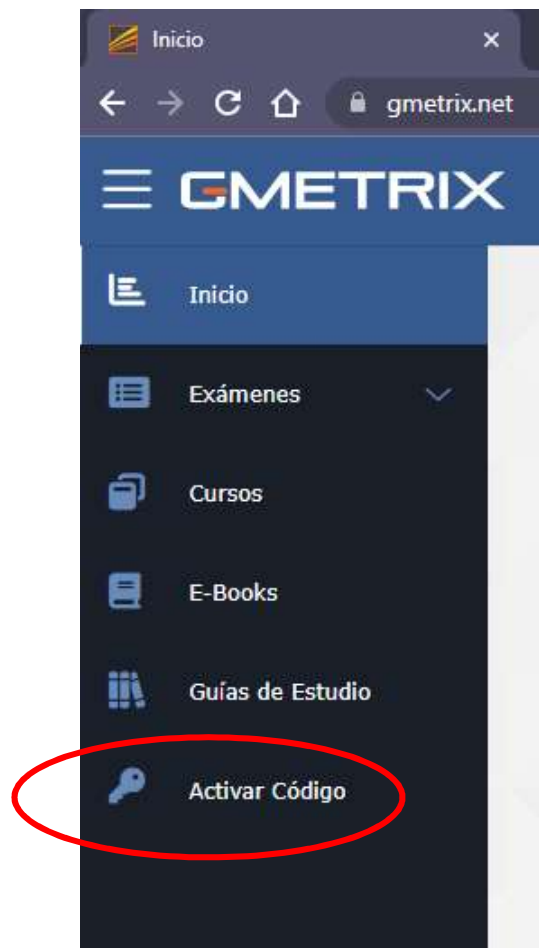 Inicio
gmetrix.net
GMETRIX
Inicio
Exámenes
Cursos
E-Books
Guías de Estudio
Activar Código